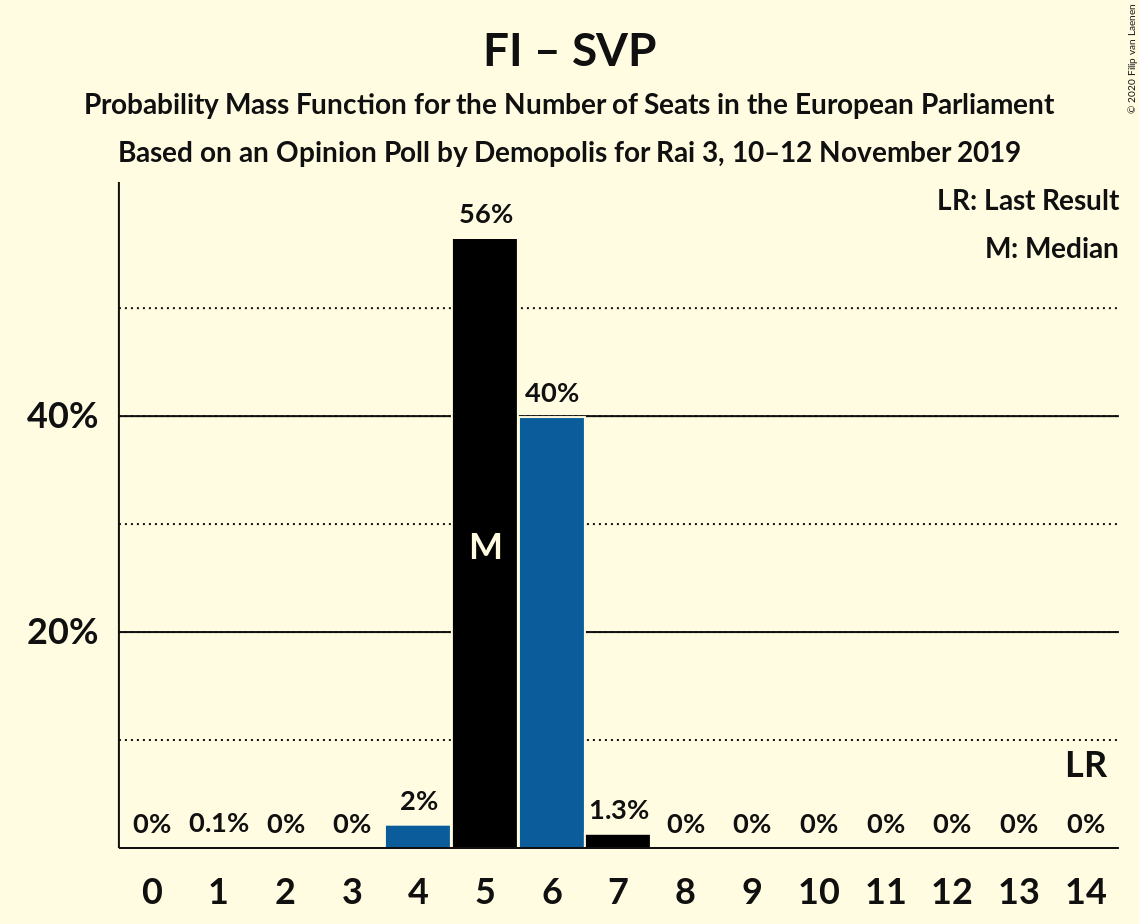 FI – SVP
Probability Mass Function for the Number of Seats in the European Parliament
Based on an Opinion Poll by Demopolis for Rai 3, 10–12 November 2019
© 2020 Filip van Laenen
LR: Last Result
M: Median
56%
40%
40%
M
20%
LR
0% 0.1% 0% 0% 2% 1.3% 0% 0% 0% 0% 0% 0% 0%
0 1 2 3 4 5 6 7 8 9 10 11 12 13 14